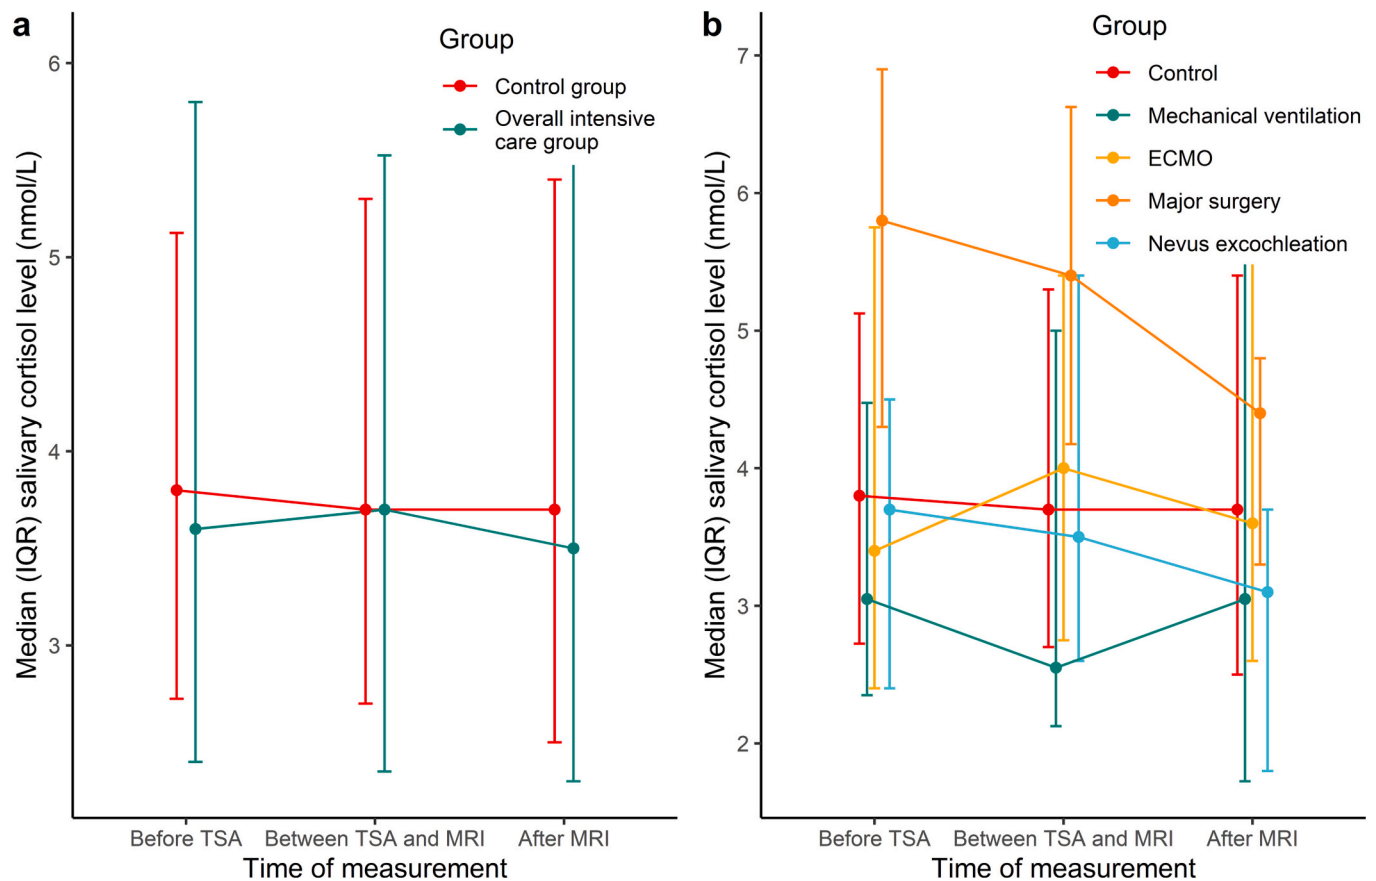 a
Group
Control group
Overall intensive
care group
Median (IQR) salivary cortisol level (nmol/L)
6
5
4
3
Before TSA
Between TSA and MRI
After MRI
Time of measurement
b
Group
Control
Mechanical ventilation
ECMO
Major surgery
Nevus excochleation
Median (IQR) salivary cortisol level (nmol/L)
7
6
5
4
3
2
Before TSA
Between TSA and MRI
After MRI
Time of measurement